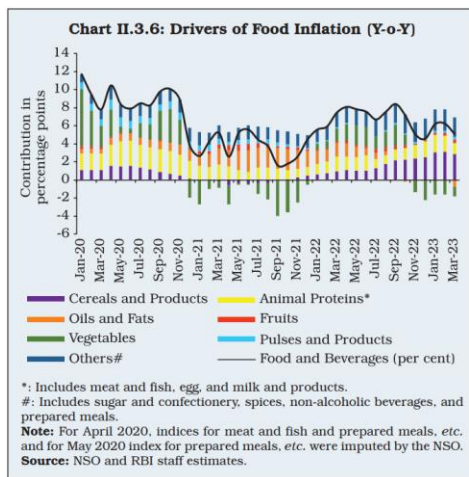 Chart II.3.6: Drivers of Food Inflation (Y-o-Y)
Contribution in
percentage points
14
12
10
8
6
4
2
0
-2
-4
-6
Jan-20
Mar-20
May-20
Jul-20
Sep-20
Nov-20
Jan-21
Mar-21
May-21
Jul-21
Sep-21
Nov-21
Jan-22
Mar-22
May-22
Jul-22
Sep-22
Nov-22
Jan-23
Mar-23
Cereals and Products
Animal Proteins*
Oils and Fats
Fruits
Vegetables
Pulses and Products
Others#
Food and Beverages (per cent)
*: Includes meat and fish, egg, and milk and products.
#: Includes sugar and confectionery, spices, non-alcoholic beverages, and
prepared meals.
Note: For April 2020, indices for meat and fish and prepared meals, etc.
and for May 2020 index for prepared meals, etc. were imputed by the NSO.
Source: NSO and RBI staff estimates.